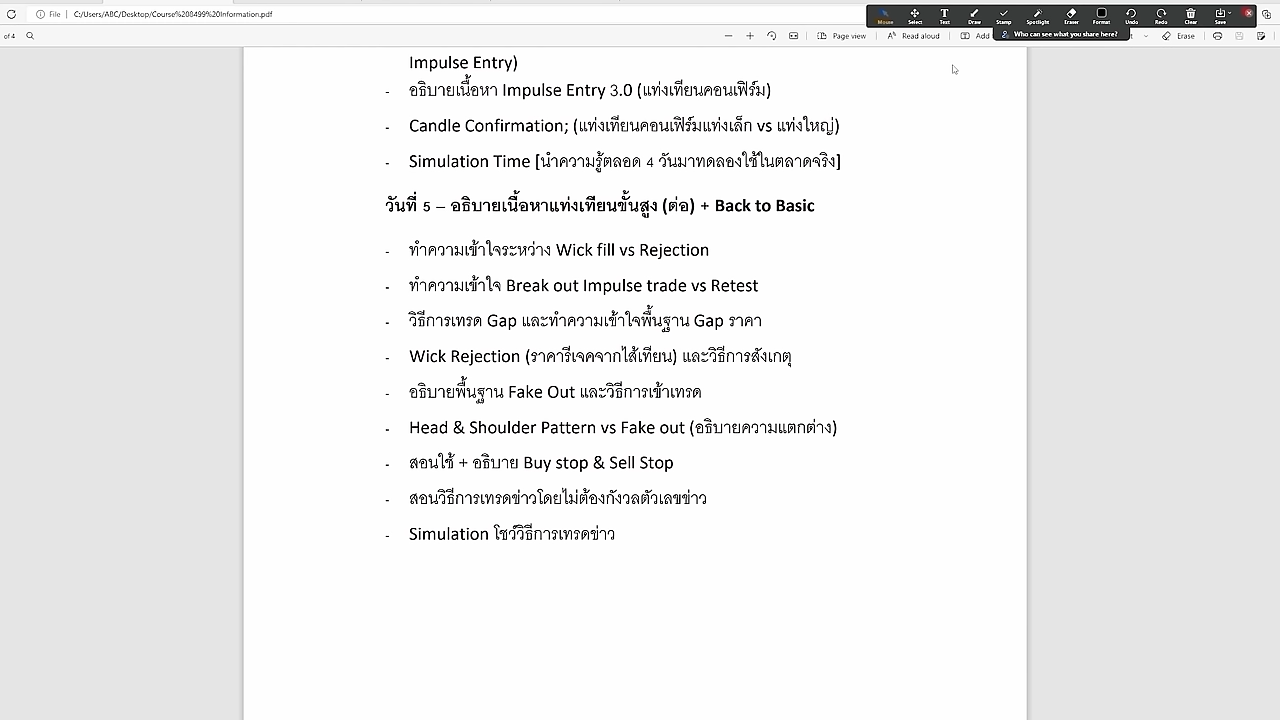 File
C:/Users/ABC/Desktop/Course%208499%20Information.pdf
Mouse Select Text Draw Stamp Spotlight Eraser Format Undo Redo Clear Save
Who can see what you share here?
of 4
Page view
Read aloud
Add
Erase
Impulse Entry)
- อธิบายเนื้อหา Impulse Entry 3.0 (แท่งเทียนคอนเฟิร์ม)
- Candle Confirmation; (แท่งเทียนคอนเฟิร์มแท่งเล็ก vs แท่งใหญ่)
- Simulation Time [นำความรู้ตลอด 4 วันมาทดลองใช้ในตลาดจริง]
วันที่ 5 – อธิบายเนื้อหาแท่งเทียนขั้นสูง (ต่อ) + Back to Basic
- ทำความเข้าใจระหว่าง Wick fill vs Rejection
- ทำความเข้าใจ Break out Impulse trade vs Retest
- วิธีการเทรด Gap และทำความเข้าใจพื้นฐาน Gap ราคา
- Wick Rejection (ราคารีเจคจากไส้เทียน) และวิธีการสังเกตุ
- อธิบายพื้นฐาน Fake Out และวิธีการเข้าเทรด
- Head & Shoulder Pattern vs Fake out (อธิบายความแตกต่าง)
- สอนใช้ + อธิบาย Buy stop & Sell Stop
- สอนวิธีการเทรดข่าวโดยไม่ต้องกังวลตัวเลขข่าว
- Simulation โชว์วิธีการเทรดข่าว